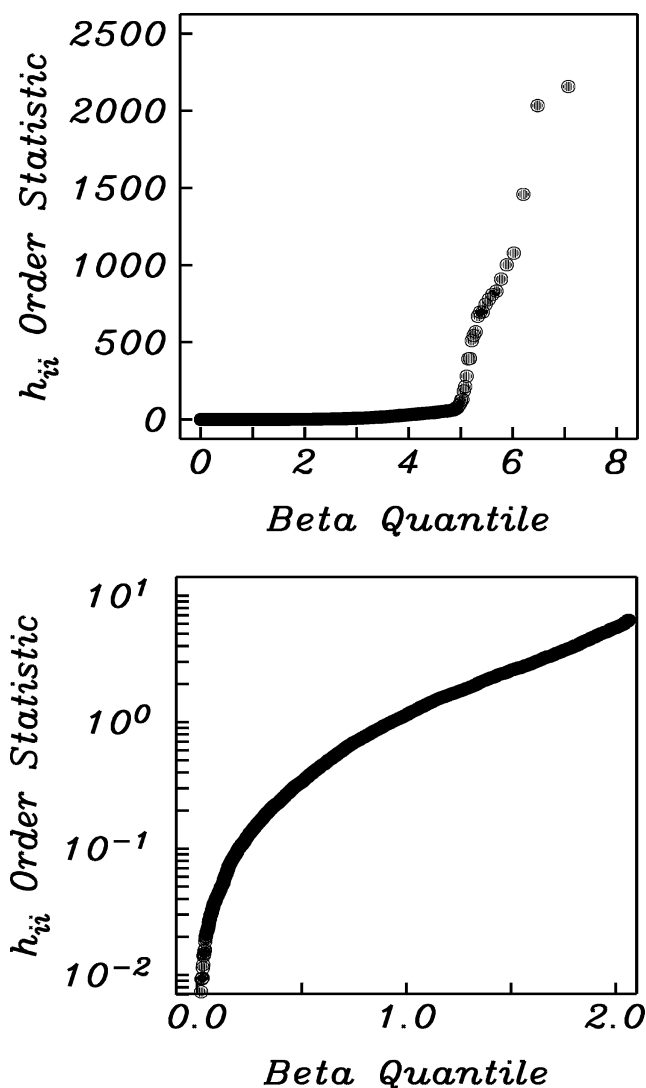 2500
2000
1500
1000
500
0
h_ii Order Statistic
0 2 4 6 8
Beta Quantile
10^1
10^0
10^-1
10^-2
h_ii Order Statistic
0.0 1.0 2.0
Beta Quantile